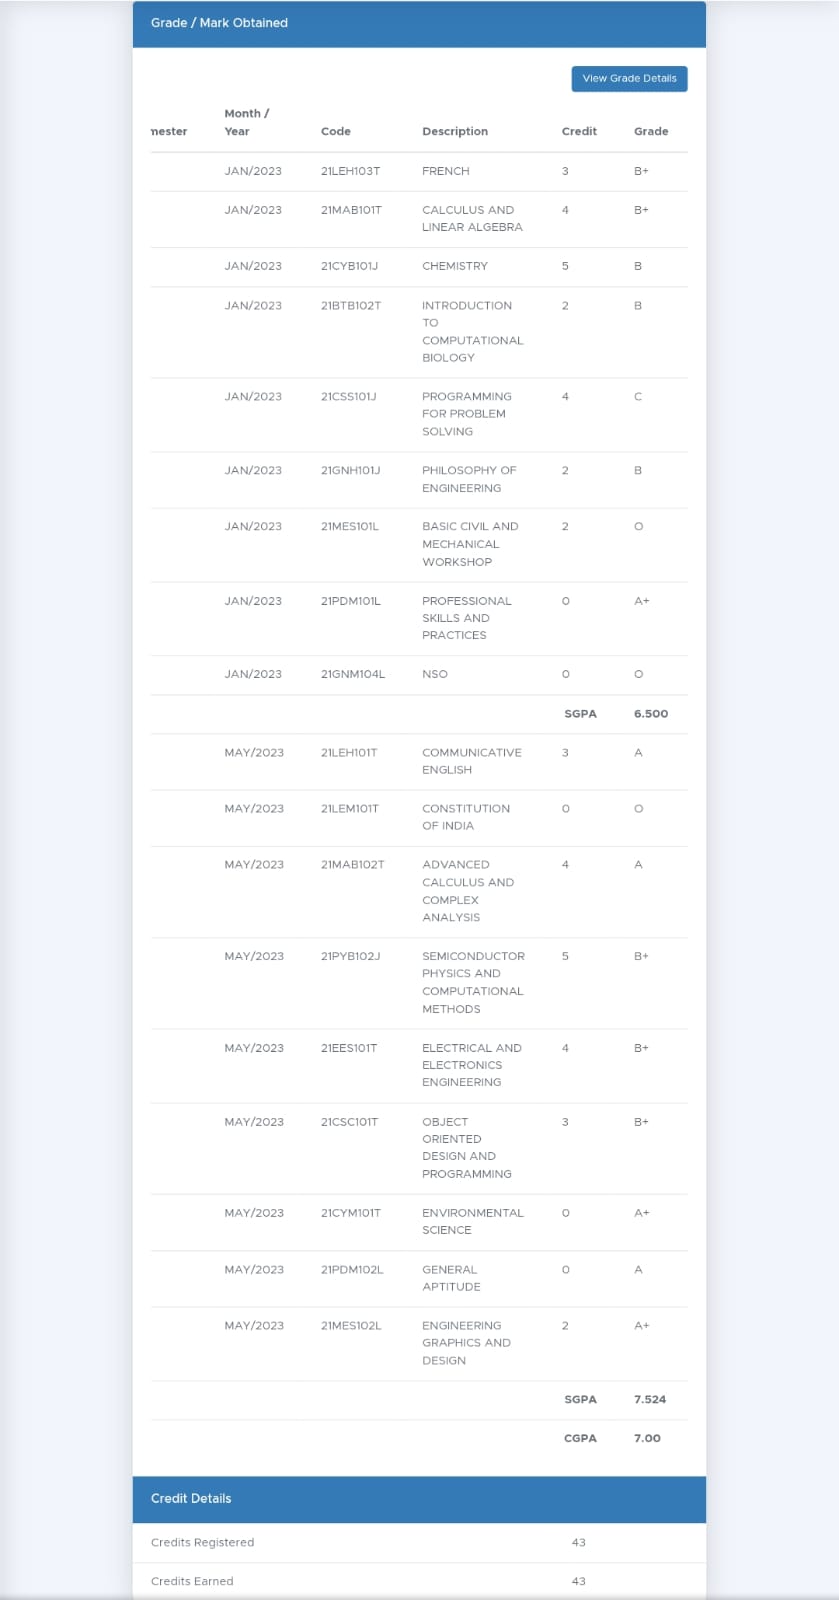 Grade / Mark Obtained
View Grade Details
Month /
mester Year Code Description Credit Grade
JAN/2023 21LEH103T FRENCH 3 B+
JAN/2023 21MAB101T CALCULUS AND 4 B+
LINEAR ALGEBRA
JAN/2023 21CYB101J CHEMISTRY 5 B
JAN/2023 21BTB102T INTRODUCTION 2 B
TO
COMPUTATIONAL
BIOLOGY
JAN/2023 21CSS101J PROGRAMMING 4 C
FOR PROBLEM
SOLVING
JAN/2023 21GNH101J PHILOSOPHY OF 2 B
ENGINEERING
JAN/2023 21MES101L BASIC CIVIL AND 2 O
MECHANICAL
WORKSHOP
JAN/2023 21PDM101L PROFESSIONAL 0 A+
SKILLS AND
PRACTICES
JAN/2023 21GNM104L NSO 0 O
SGPA 6.500
MAY/2023 21LEH101T COMMUNICATIVE 3 A
ENGLISH
MAY/2023 21LEM101T CONSTITUTION 0 O
OF INDIA
MAY/2023 21MAB102T ADVANCED 4 A
CALCULUS AND
COMPLEX
ANALYSIS
MAY/2023 21PYB102J SEMICONDUCTOR 5 B+
PHYSICS AND
COMPUTATIONAL
METHODS
MAY/2023 21EES101T ELECTRICAL AND 4 B+
ELECTRONICS
ENGINEERING
MAY/2023 21CSC101T OBJECT 3 B+
ORIENTED
DESIGN AND
PROGRAMMING
MAY/2023 21CYM101T ENVIRONMENTAL 0 A+
SCIENCE
MAY/2023 21PDM102L GENERAL 0 A
APTITUDE
MAY/2023 21MES102L ENGINEERING 2 A+
GRAPHICS AND
DESIGN
SGPA 7.524
CGPA 7.00
Credit Details
Credits Registered 43
Credits Earned 43